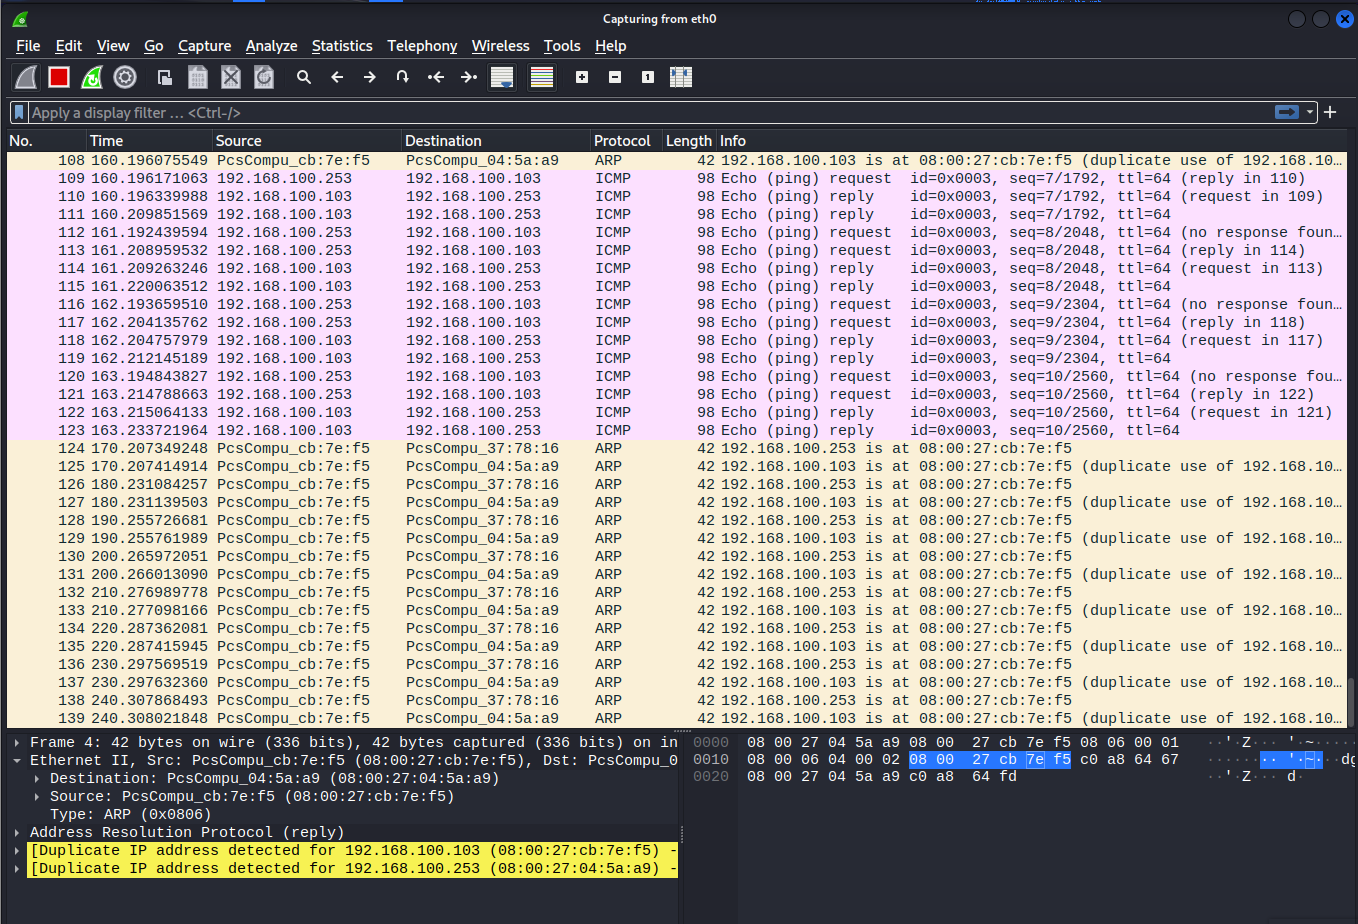 Capturing from eth0
File Edit View Go Capture Analyze Statistics Telephony Wireless Tools Help
Apply a display filter … <Ctrl-/>
No. Time Source Destination Protocol Length Info
108 160.196075549 PcsCompu_cb:7e:f5 PcsCompu_04:5a:a9 ARP 42 192.168.100.103 is at 08:00:27:cb:7e:f5 (duplicate use of 192.168.10…
109 160.196171063 192.168.100.253 192.168.100.103 ICMP 98 Echo (ping) request id=0x0003, seq=7/1792, ttl=64 (reply in 110)
110 160.196339988 192.168.100.103 192.168.100.253 ICMP 98 Echo (ping) reply id=0x0003, seq=7/1792, ttl=64 (request in 109)
111 160.209851569 192.168.100.103 192.168.100.253 ICMP 98 Echo (ping) reply id=0x0003, seq=7/1792, ttl=64
112 161.192439594 192.168.100.253 192.168.100.103 ICMP 98 Echo (ping) request id=0x0003, seq=8/2048, ttl=64 (no response foun…
113 161.208959532 192.168.100.253 192.168.100.103 ICMP 98 Echo (ping) request id=0x0003, seq=8/2048, ttl=64 (reply in 114)
114 161.209263246 192.168.100.103 192.168.100.253 ICMP 98 Echo (ping) reply id=0x0003, seq=8/2048, ttl=64 (request in 113)
115 161.220063512 192.168.100.103 192.168.100.253 ICMP 98 Echo (ping) reply id=0x0003, seq=8/2048, ttl=64
116 162.193659510 192.168.100.253 192.168.100.103 ICMP 98 Echo (ping) request id=0x0003, seq=9/2304, ttl=64 (no response foun…
117 162.204135762 192.168.100.253 192.168.100.103 ICMP 98 Echo (ping) request id=0x0003, seq=9/2304, ttl=64 (reply in 118)
118 162.204757979 192.168.100.103 192.168.100.253 ICMP 98 Echo (ping) reply id=0x0003, seq=9/2304, ttl=64 (request in 117)
119 162.212145189 192.168.100.103 192.168.100.253 ICMP 98 Echo (ping) reply id=0x0003, seq=9/2304, ttl=64
120 163.194843827 192.168.100.253 192.168.100.103 ICMP 98 Echo (ping) request id=0x0003, seq=10/2560, ttl=64 (no response fou…
121 163.214788663 192.168.100.253 192.168.100.103 ICMP 98 Echo (ping) request id=0x0003, seq=10/2560, ttl=64 (reply in 122)
122 163.215064133 192.168.100.103 192.168.100.253 ICMP 98 Echo (ping) reply id=0x0003, seq=10/2560, ttl=64 (request in 121)
123 163.233721964 192.168.100.103 192.168.100.253 ICMP 98 Echo (ping) reply id=0x0003, seq=10/2560, ttl=64
124 170.207349248 PcsCompu_cb:7e:f5 PcsCompu_37:78:16 ARP 42 192.168.100.253 is at 08:00:27:cb:7e:f5
125 170.207414914 PcsCompu_cb:7e:f5 PcsCompu_04:5a:a9 ARP 42 192.168.100.103 is at 08:00:27:cb:7e:f5 (duplicate use of 192.168.10…
126 180.231084257 PcsCompu_cb:7e:f5 PcsCompu_37:78:16 ARP 42 192.168.100.253 is at 08:00:27:cb:7e:f5
127 180.231139503 PcsCompu_cb:7e:f5 PcsCompu_04:5a:a9 ARP 42 192.168.100.103 is at 08:00:27:cb:7e:f5 (duplicate use of 192.168.10…
128 190.255726681 PcsCompu_cb:7e:f5 PcsCompu_37:78:16 ARP 42 192.168.100.253 is at 08:00:27:cb:7e:f5
129 190.255761989 PcsCompu_cb:7e:f5 PcsCompu_04:5a:a9 ARP 42 192.168.100.103 is at 08:00:27:cb:7e:f5 (duplicate use of 192.168.10…
130 200.265972051 PcsCompu_cb:7e:f5 PcsCompu_37:78:16 ARP 42 192.168.100.253 is at 08:00:27:cb:7e:f5
131 200.266013090 PcsCompu_cb:7e:f5 PcsCompu_04:5a:a9 ARP 42 192.168.100.103 is at 08:00:27:cb:7e:f5 (duplicate use of 192.168.10…
132 210.276989778 PcsCompu_cb:7e:f5 PcsCompu_37:78:16 ARP 42 192.168.100.253 is at 08:00:27:cb:7e:f5
133 210.277098166 PcsCompu_cb:7e:f5 PcsCompu_04:5a:a9 ARP 42 192.168.100.103 is at 08:00:27:cb:7e:f5 (duplicate use of 192.168.10…
134 220.287362081 PcsCompu_cb:7e:f5 PcsCompu_37:78:16 ARP 42 192.168.100.253 is at 08:00:27:cb:7e:f5
135 220.287415945 PcsCompu_cb:7e:f5 PcsCompu_04:5a:a9 ARP 42 192.168.100.103 is at 08:00:27:cb:7e:f5 (duplicate use of 192.168.10…
136 230.297569519 PcsCompu_cb:7e:f5 PcsCompu_37:78:16 ARP 42 192.168.100.253 is at 08:00:27:cb:7e:f5
137 230.297632360 PcsCompu_cb:7e:f5 PcsCompu_04:5a:a9 ARP 42 192.168.100.103 is at 08:00:27:cb:7e:f5 (duplicate use of 192.168.10…
138 240.307868493 PcsCompu_cb:7e:f5 PcsCompu_37:78:16 ARP 42 192.168.100.253 is at 08:00:27:cb:7e:f5
139 240.308021848 PcsCompu_cb:7e:f5 PcsCompu_04:5a:a9 ARP 42 192.168.100.103 is at 08:00:27:cb:7e:f5 (duplicate use of 192.168.10…
Frame 4: 42 bytes on wire (336 bits), 42 bytes captured (336 bits) on in
Ethernet II, Src: PcsCompu_cb:7e:f5 (08:00:27:cb:7e:f5), Dst: PcsCompu_0
Destination: PcsCompu_04:5a:a9 (08:00:27:04:5a:a9)
Source: PcsCompu_cb:7e:f5 (08:00:27:cb:7e:f5)
Type: ARP (0x0806)
Address Resolution Protocol (reply)
[Duplicate IP address detected for 192.168.100.103 (08:00:27:cb:7e:f5) -
[Duplicate IP address detected for 192.168.100.253 (08:00:27:04:5a:a9) -
0000 08 00 27 04 5a a9 08 00 27 cb 7e f5 08 06 00 01 ··'·Z··· '·~·····
0010 08 00 06 04 00 02 08 00 27 cb 7e f5 c0 a8 64 67 ········ '·~···dg
0020 08 00 27 04 5a a9 c0 a8 64 fd ··'·Z··· d·